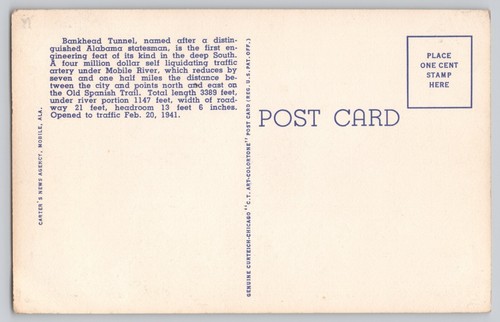 Bankhead Tunnel, named after a distin-
guished Alabama statesman, is the first en-
gineering feat of its kind in the deep South.
A four million dollar self liquidating traffic
artery under Mobile River, which reduces by
seven and one half miles the distance be-
tween the city and points north and east on
the Old Spanish Trail. Total length 3389 feet,
under river portion 1147 feet, width of road-
way 21 feet, headroom 13 feet 6 inches.
Opened to traffic Feb. 20, 1941.
CARTER'S NEWS AGENCY, MOBILE, ALA.
GENUINE CURTEICH-CHICAGO "C.T. ART-COLORTONE" POST CARD (REG. U.S. PAT. OFF.)
POST CARD
PLACE
ONE CENT
STAMP
HERE